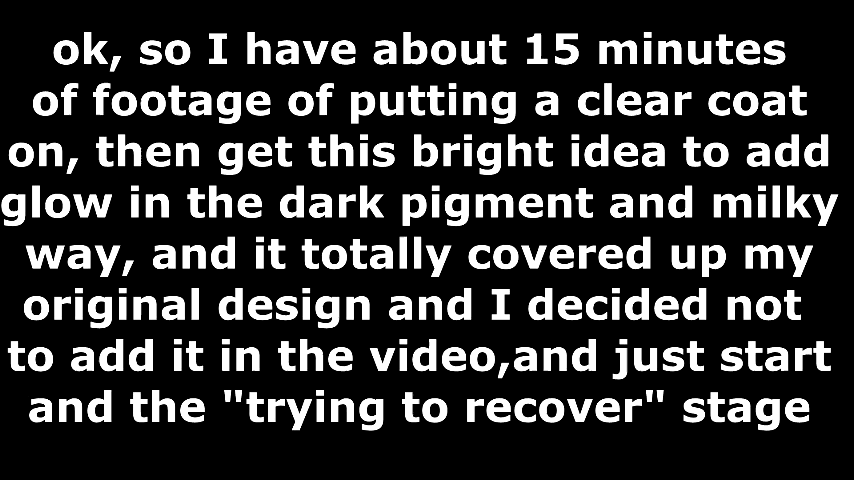 ok, so I have about 15 minutes
of footage of putting a clear coat
on, then get this bright idea to add
glow in the dark pigment and milky
way, and it totally covered up my
original design and I decided not
to add it in the video,and just start
and the "trying to recover" stage